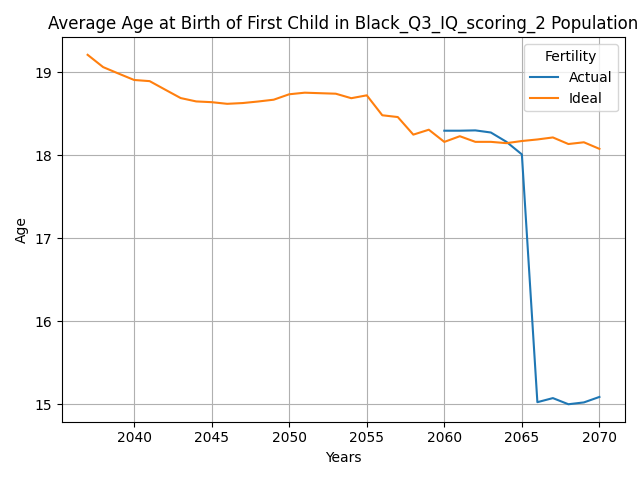 Average Age at Birth of First Child in Black_Q3_IQ_scoring_2 Population
Fertility
Actual
Ideal
Age
19
18
17
16
15
2040 2045 2050 2055 2060 2065 2070
Years